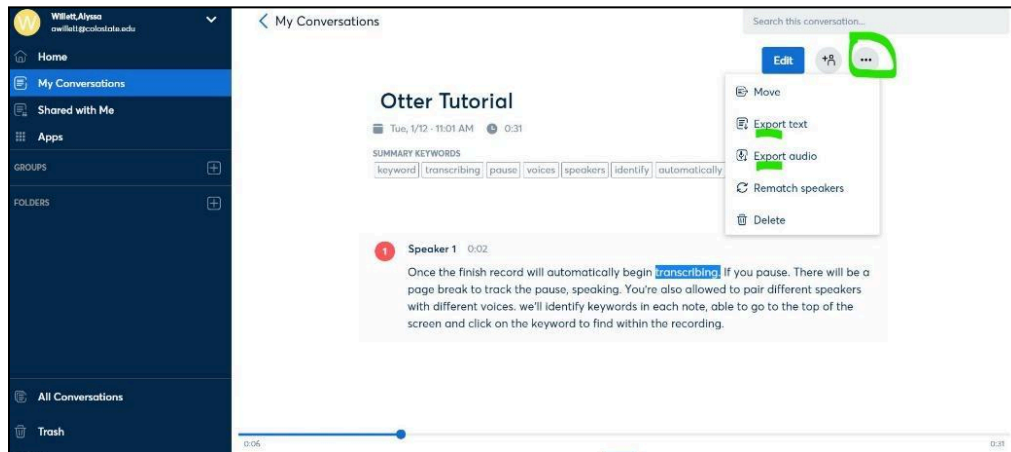 W
Willett,Alyssa
awillett@colostate.edu
Home
My Conversations
Shared with Me
Apps
GROUPS
FOLDERS
All Conversations
Trash
My Conversations
Search this conversation...
Edit
Move
Export text
Export audio
Rematch speakers
Delete
Otter Tutorial
Tue, 1/12 - 11:01 AM 0:31
SUMMARY KEYWORDS
keyword transcribing pause voices speakers identify automatically
1 Speaker 1 0:02
Once the finish record will automatically begin transcribing. If you pause. There will be a
page break to track the pause, speaking. You're also allowed to pair different speakers
with different voices. we'll identify keywords in each note, able to go to the top of the
screen and click on the keyword to find within the recording.
0:06 0:31